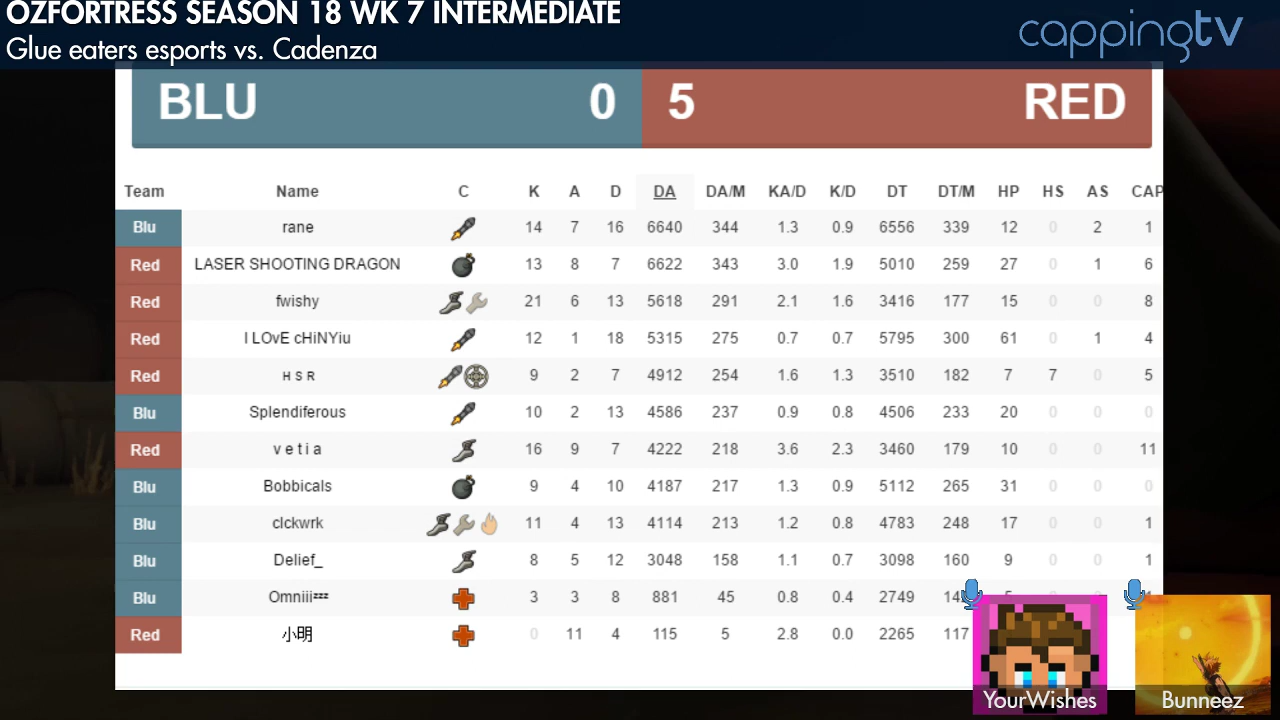 OZFORTRESS SEASON 18 WK 7 INTERMEDIATE
Glue eaters esports vs. Cadenza
cappingtv
BLU 0 5 RED
Team Name C K A D DA DA/M KA/D K/D DT DT/M HP HS AS CAP
Blu rane 14 7 16 6640 344 1.3 0.9 6556 339 12 0 2 1
Red LASER SHOOTING DRAGON 13 8 7 6622 343 3.0 1.9 5010 259 27 0 1 6
Red fwishy 21 6 13 5618 291 2.1 1.6 3416 177 15 0 0 8
Red I LOvE cHiNYiu 12 1 18 5315 275 0.7 0.7 5795 300 61 0 1 4
Red H S R 9 2 7 4912 254 1.6 1.3 3510 182 7 7 0 5
Blu Splendiferous 10 2 13 4586 237 0.9 0.8 4506 233 20 0 0 0
Red v e t i a 16 9 7 4222 218 3.6 2.3 3460 179 10 0 0 11
Blu Bobbicals 9 4 10 4187 217 1.3 0.9 5112 265 31 0 0 0
Blu clckwrk 11 4 13 4114 213 1.2 0.8 4783 248 17 0 0 1
Blu Delief_ 8 5 12 3048 158 1.1 0.7 3098 160 9 0 0 1
Blu Omniiiᶻᶻᶻ 3 3 8 881 45 0.8 0.4 2749
Red 小明 0 11 4 115 5 2.8 0.0 2265 117
YourWishes
Bunneez